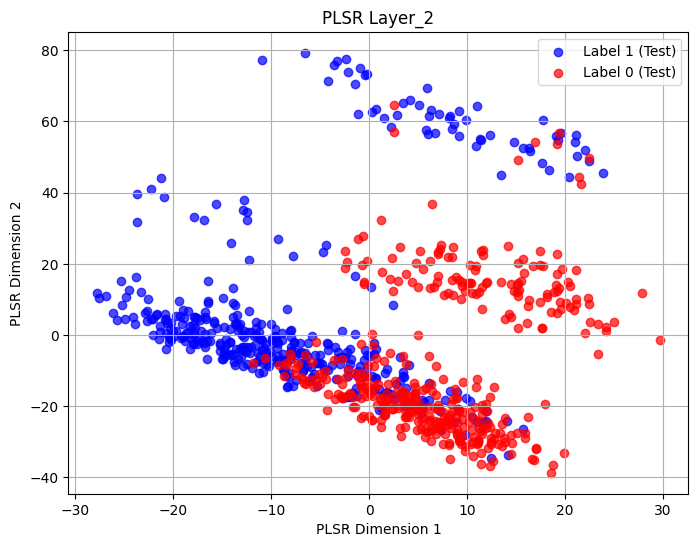 PLSR Layer_2
Label 1 (Test)
Label 0 (Test)
PLSR Dimension 2
80
60
40
20
0
−20
−40
−30
−20
−10
0
10
20
30
PLSR Dimension 1